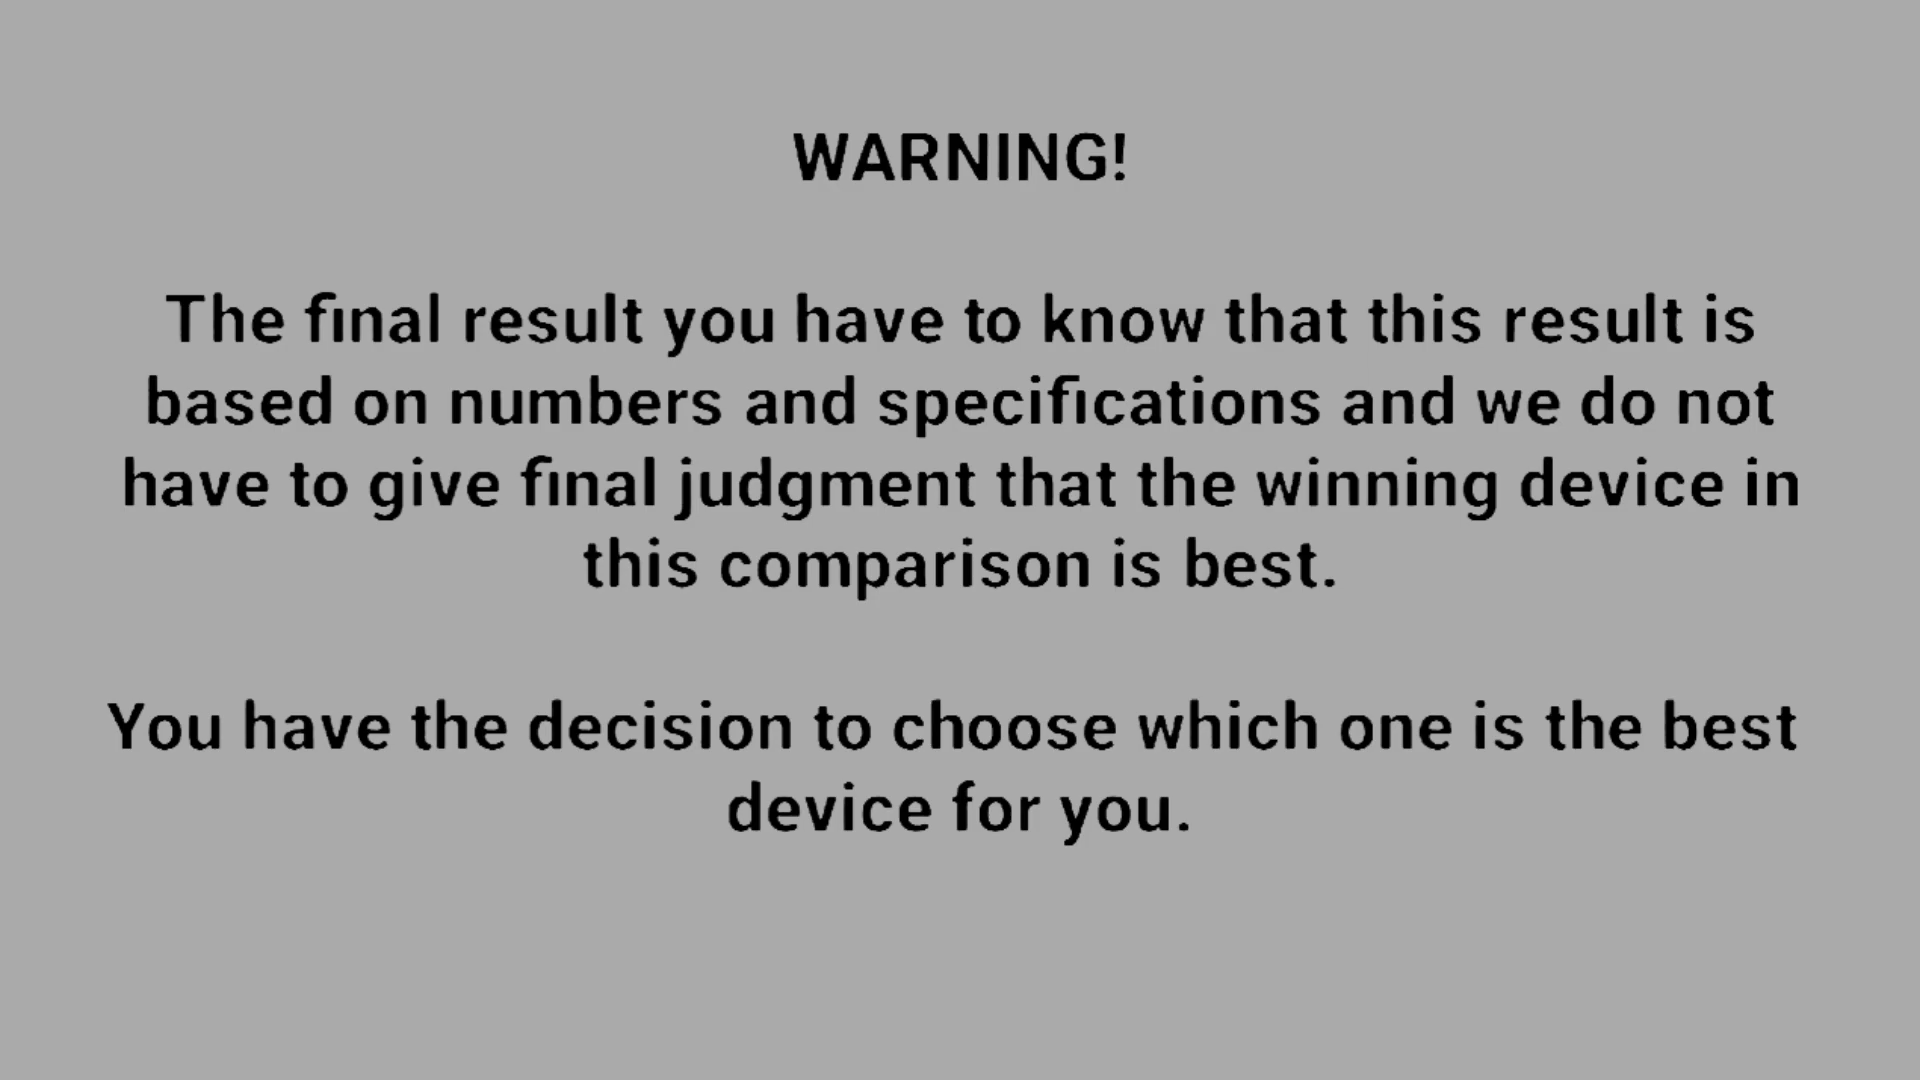 WARNING!
The final result you have to know that this result is
based on numbers and specifications and we do not
have to give final judgment that the winning device in
this comparison is best.
You have the decision to choose which one is the best
device for you.